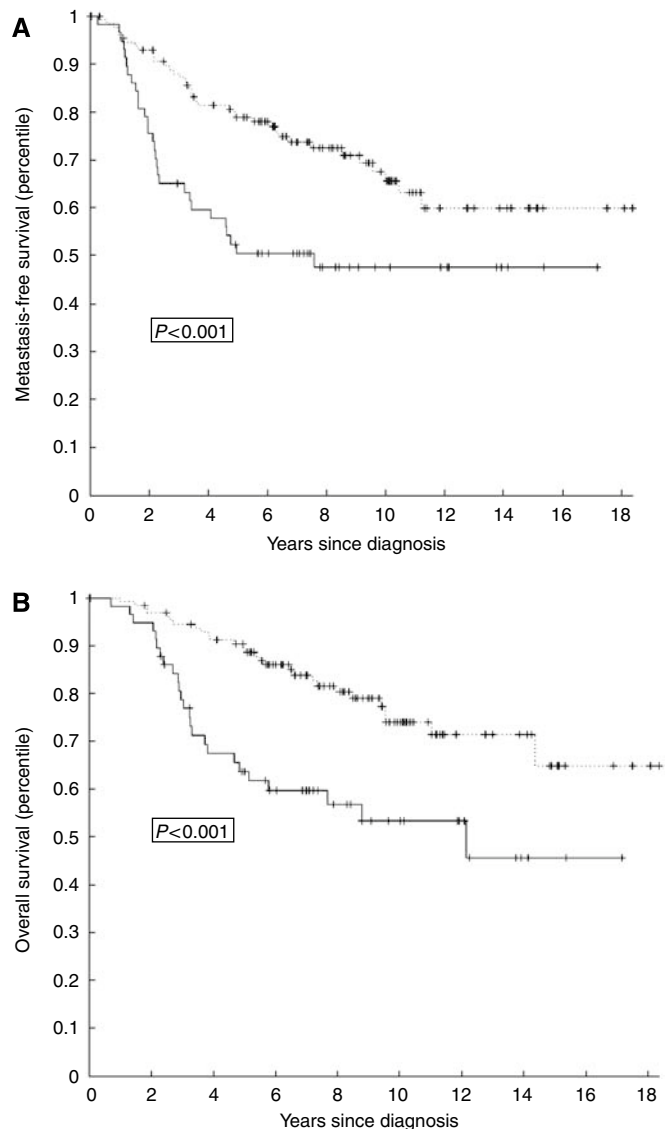 A
Metastasis-free survival (percentile)
1
0.9
0.8
0.7
0.6
0.5
0.4
0.3
0.2
0.1
0
P<0.001
0 2 4 6 8 10 12 14 16 18
Years since diagnosis
B
Overall survival (percentile)
1
0.9
0.8
0.7
0.6
0.5
0.4
0.3
0.2
0.1
0
P<0.001
0 2 4 6 8 10 12 14 16 18
Years since diagnosis